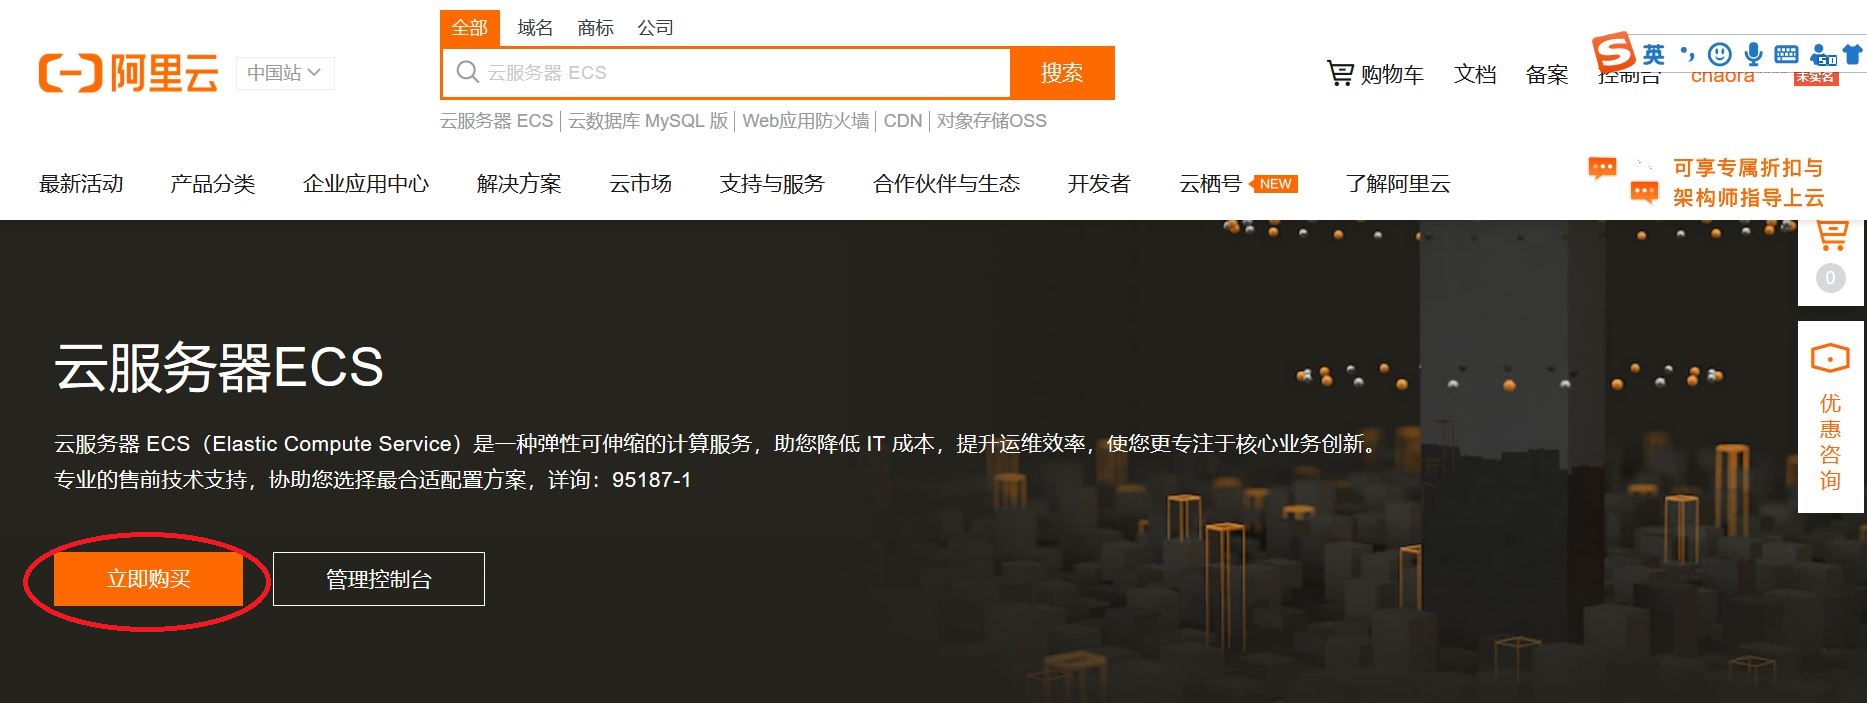 全部 域名 商标 公司
阿里云 中国站 云服务器 ECS 搜索 购物车 文档 备案 控制台 chaora 未实名
英
云服务器 ECS | 云数据库 MySQL 版 | Web应用防火墙 | CDN | 对象存储OSS
最新活动 产品分类 企业应用中心 解决方案 云市场 支持与服务 合作伙伴与生态 开发者 云栖号 NEW 了解阿里云
可享专属折扣与
架构师指导上云
0
云服务器ECS
云服务器 ECS（Elastic Compute Service）是一种弹性可伸缩的计算服务，助您降低 IT 成本，提升运维效率，使您更专注于核心业务创新。
专业的售前技术支持，协助您选择最合适配置方案，详询：95187-1
优惠咨询
立即购买 管理控制台